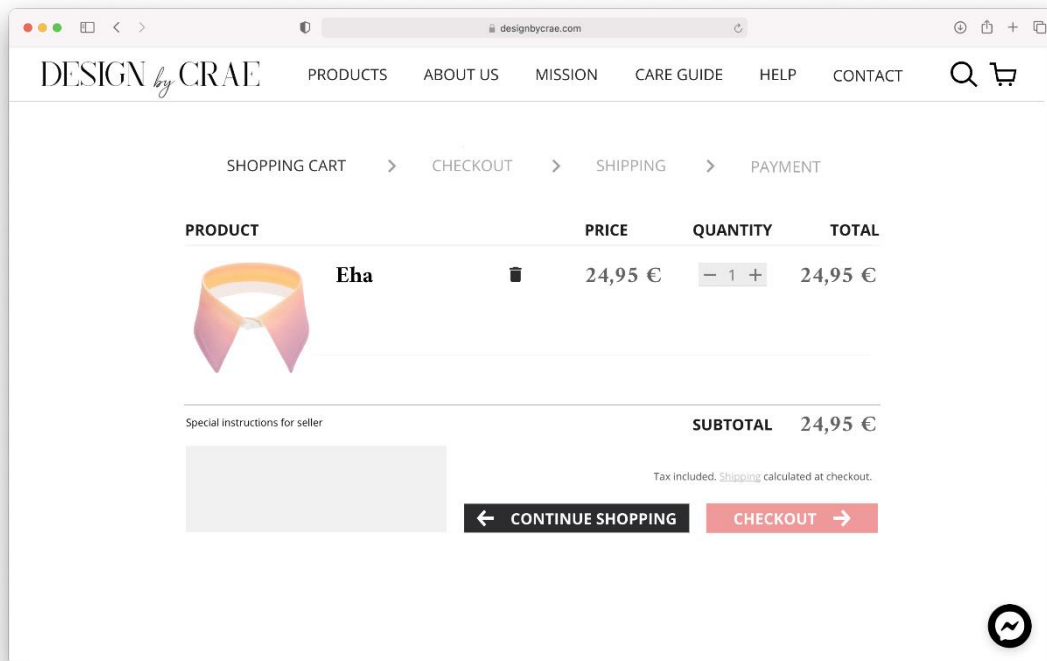 designbycrae.com
DESIGN by CRAE PRODUCTS ABOUT US MISSION CARE GUIDE HELP CONTACT
SHOPPING CART > CHECKOUT > SHIPPING > PAYMENT
PRODUCT PRICE QUANTITY TOTAL
Eha 24,95 € − 1 + 24,95 €
Special instructions for seller SUBTOTAL 24,95 €
Tax included. Shipping calculated at checkout.
← CONTINUE SHOPPING CHECKOUT →